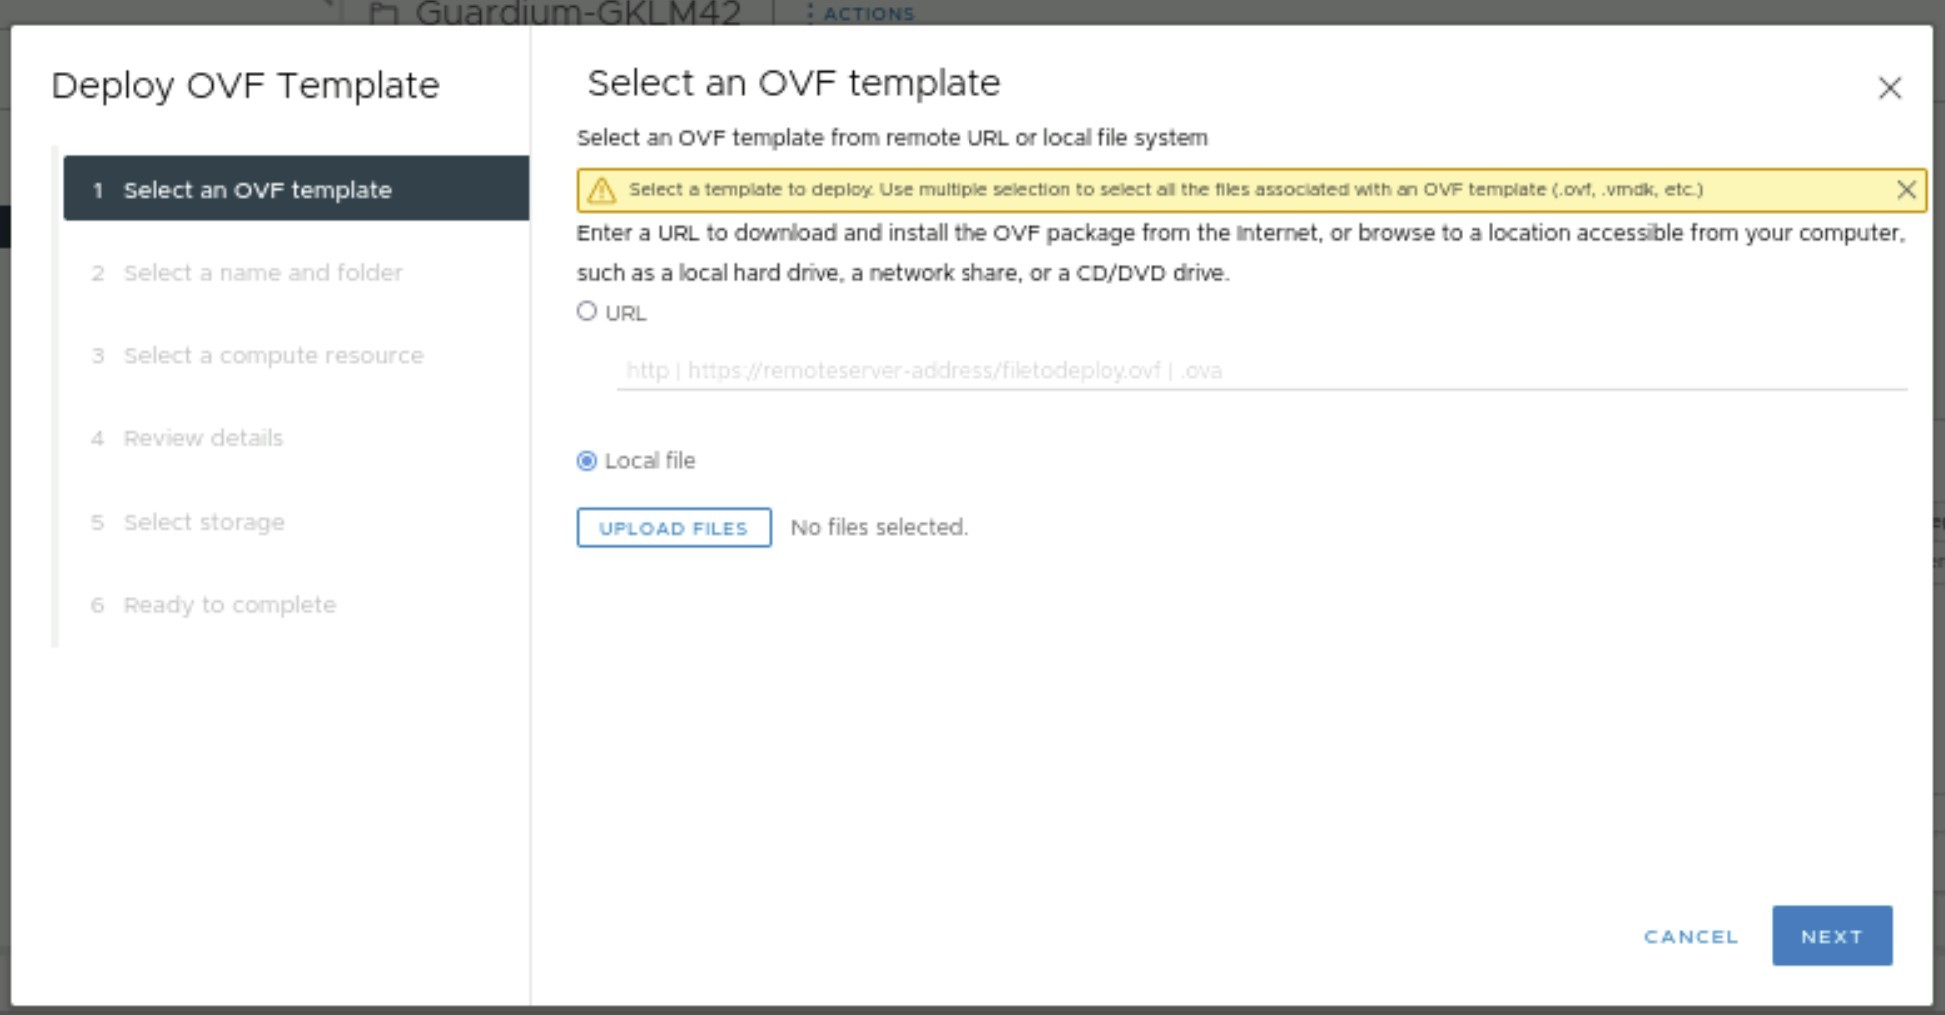 Guardium-GKLM42
ACTIONS
Deploy OVF Template
1 Select an OVF template
2 Select a name and folder
3 Select a compute resource
4 Review details
5 Select storage
6 Ready to complete
Select an OVF template
Select an OVF template from remote URL or local file system
Select a template to deploy. Use multiple selection to select all the files associated with an OVF template (.ovf, .vmdk, etc.)
Enter a URL to download and install the OVF package from the Internet, or browse to a location accessible from your computer,
such as a local hard drive, a network share, or a CD/DVD drive.
URL
http | https://remoteserver-address/filetodeploy.ovf | .ova
Local file
UPLOAD FILES No files selected.
CANCEL NEXT